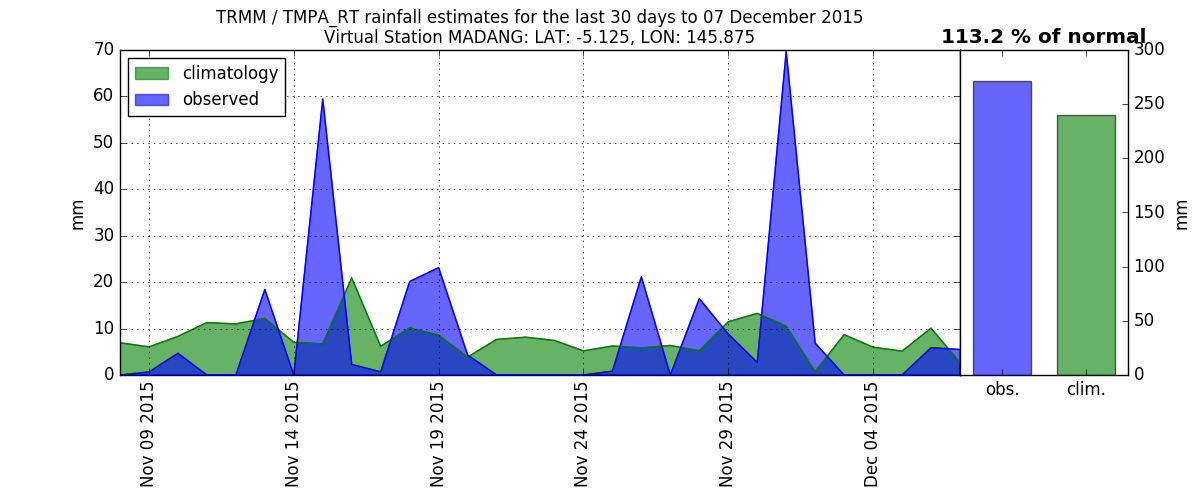 TRMM / TMPA_RT rainfall estimates for the last 30 days to 07 December 2015
Virtual Station MADANG: LAT: -5.125, LON: 145.875
113.2 % of normal
climatology
observed
70
60
50
40
30
20
10
0
mm
Nov 09 2015
Nov 14 2015
Nov 19 2015
Nov 24 2015
Nov 29 2015
Dec 04 2015
300
250
200
150
100
50
0
mm
obs.
clim.